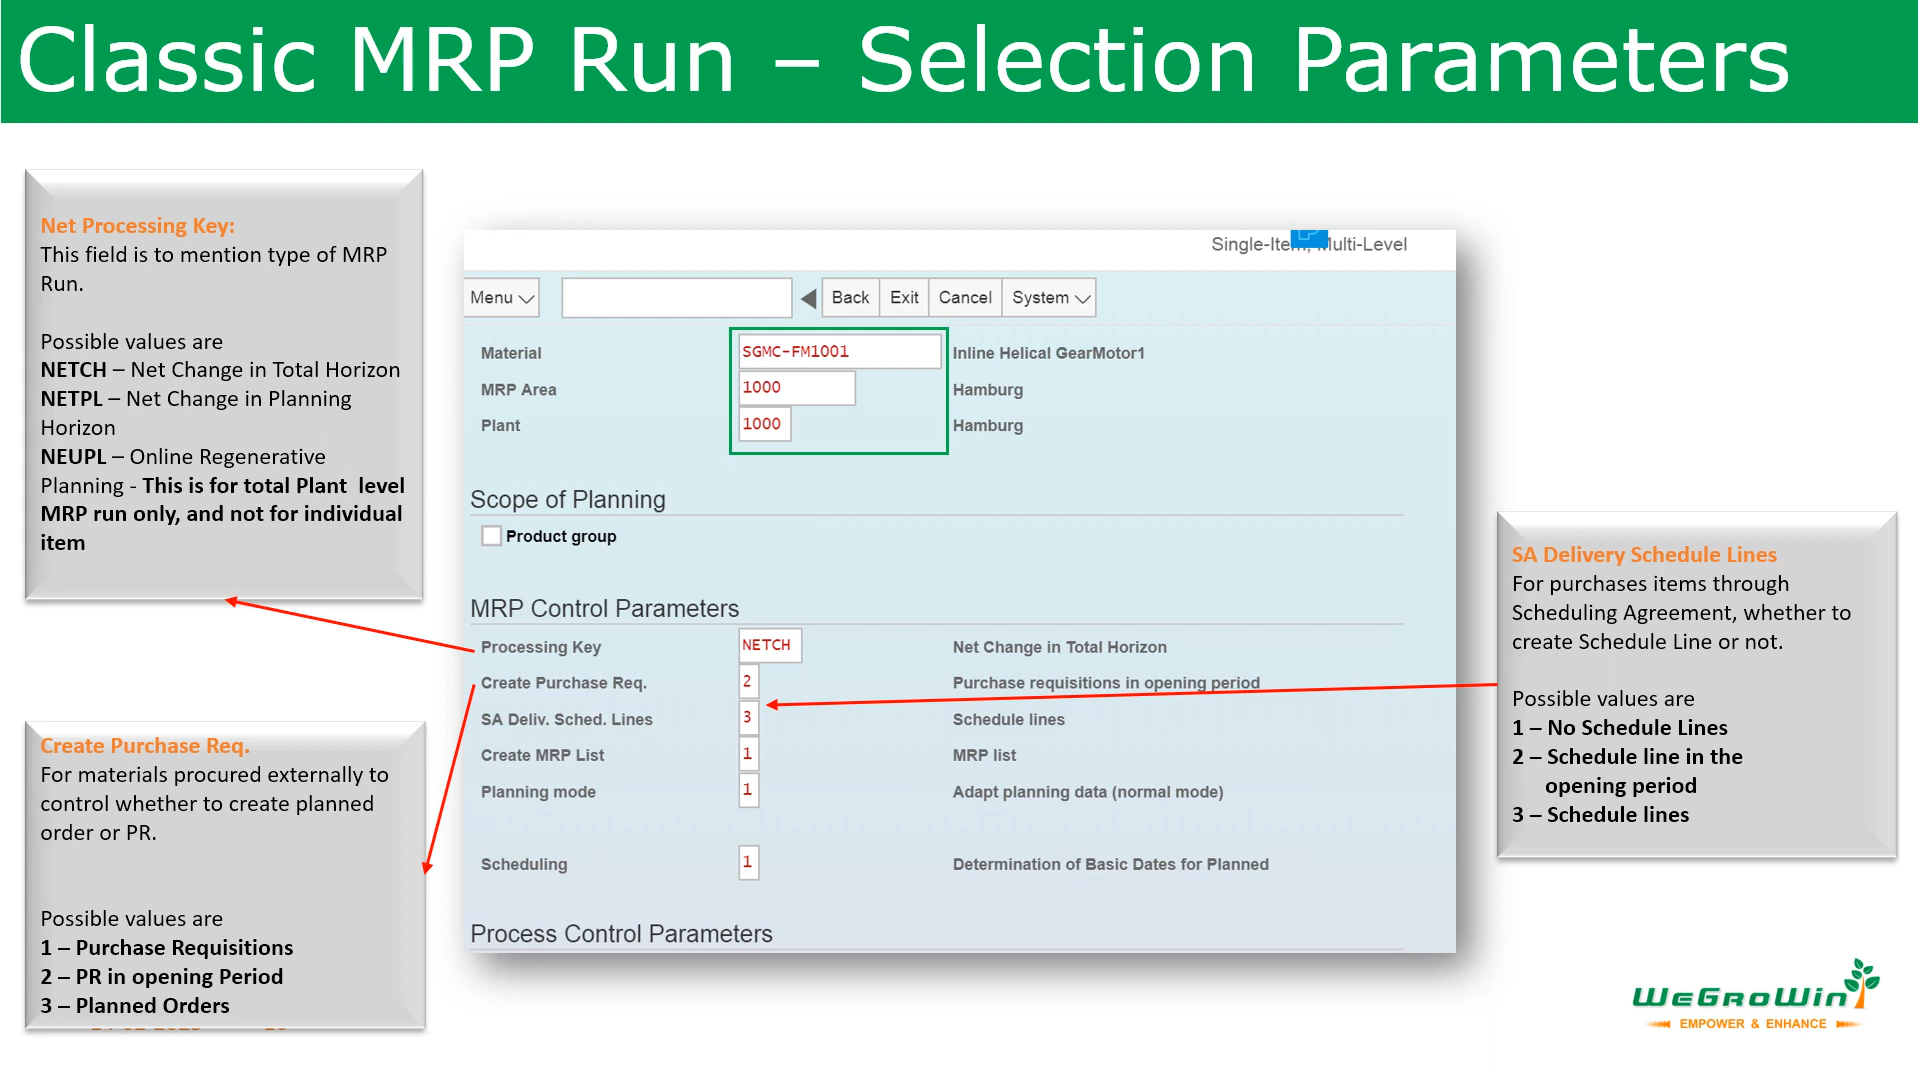 Classic MRP Run – Selection Parameters
Net Processing Key:
This field is to mention type of MRP
Run.
Possible values are
NETCH – Net Change in Total Horizon
NETPL – Net Change in Planning
Horizon
NEUPL – Online Regenerative
Planning - This is for total Plant level
MRP run only, and not for individual
item
Create Purchase Req.
For materials procured externally to
control whether to create planned
order or PR.
Possible values are
1 – Purchase Requisitions
2 – PR in opening Period
3 – Planned Orders
Single-Item, Multi-Level
Menu Back Exit Cancel System
Material SGMC-FM1001 Inline Helical GearMotor1
MRP Area 1000 Hamburg
Plant 1000 Hamburg
Scope of Planning
Product group
MRP Control Parameters
Processing Key NETCH Net Change in Total Horizon
Create Purchase Req. 2 Purchase requisitions in opening period
SA Deliv. Sched. Lines 3 Schedule lines
Create MRP List 1 MRP list
Planning mode 1 Adapt planning data (normal mode)
Scheduling 1 Determination of Basic Dates for Planned
Process Control Parameters
SA Delivery Schedule Lines
For purchases items through
Scheduling Agreement, whether to
create Schedule Line or not.
Possible values are
1 – No Schedule Lines
2 – Schedule line in the
opening period
3 – Schedule lines
WeGroWin
EMPOWER & ENHANCE